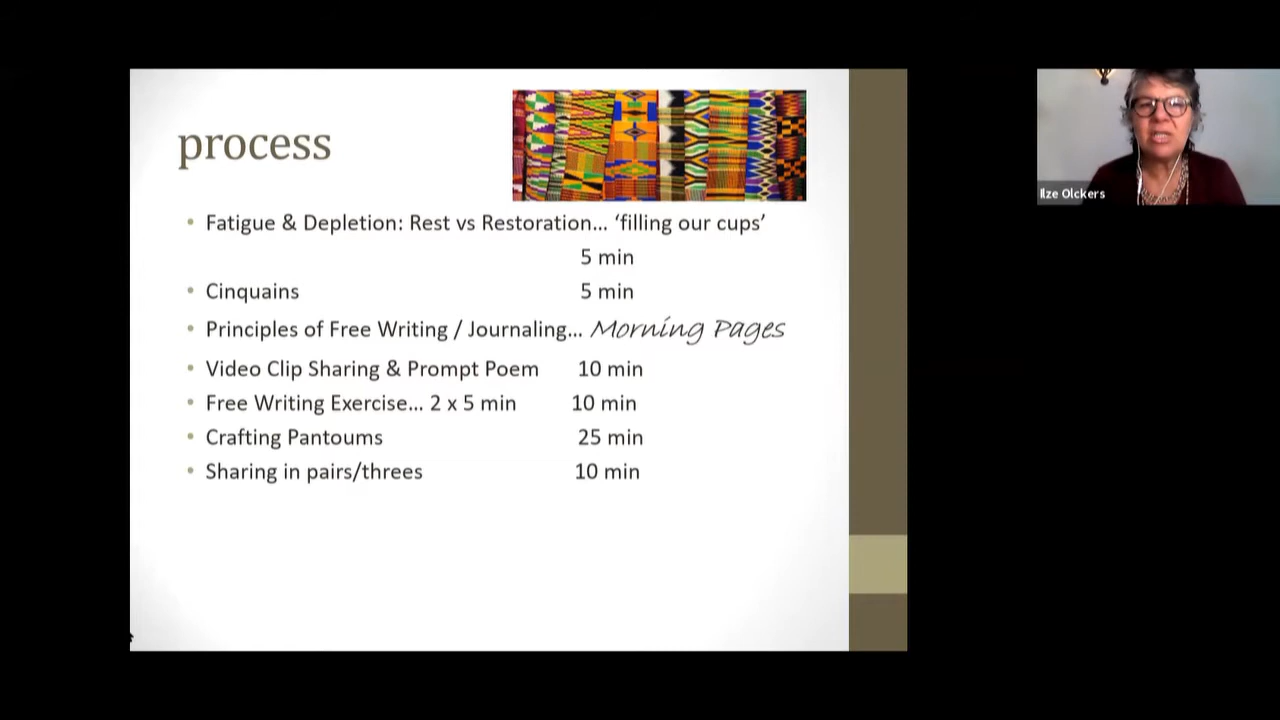 process
Fatigue & Depletion: Rest vs Restoration… ‘filling our cups’
5 min
Cinquains 5 min
Principles of Free Writing / Journaling… Morning Pages
Video Clip Sharing & Prompt Poem 10 min
Free Writing Exercise… 2 x 5 min 10 min
Crafting Pantoums 25 min
Sharing in pairs/threes 10 min
Ilze Olckers